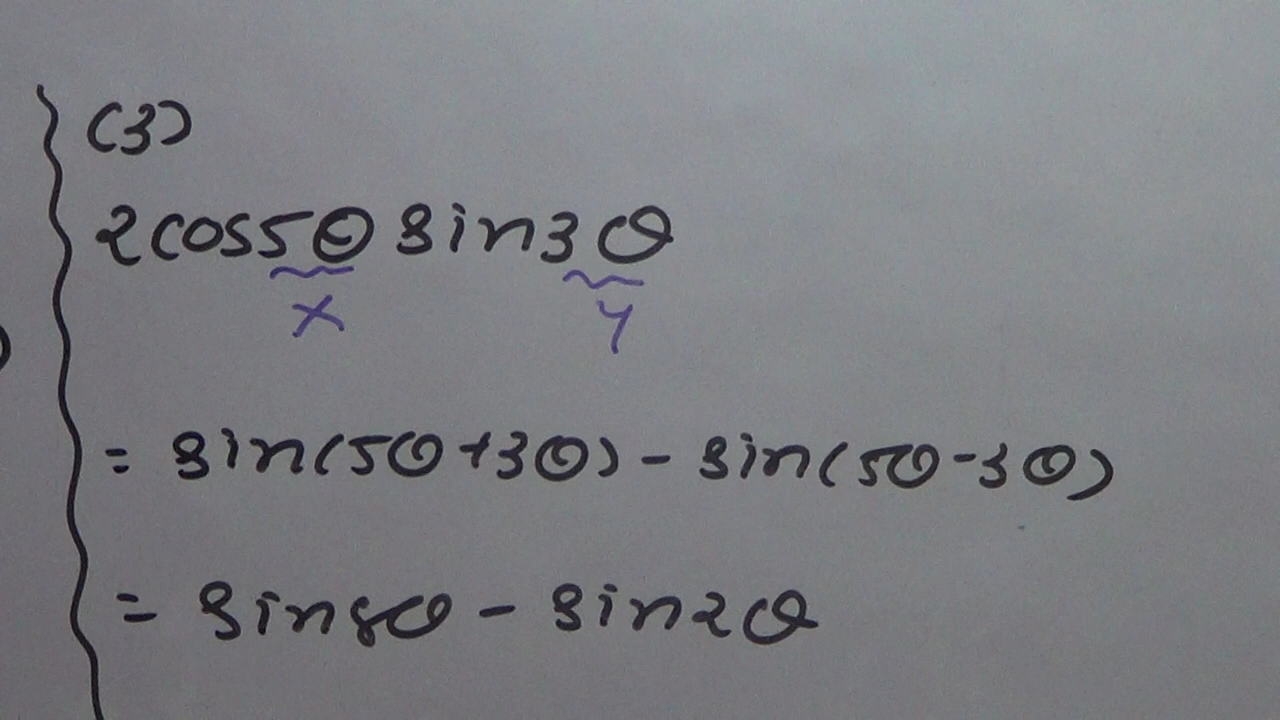 (3)
2cos5θ sin3θ
x y
= sin(5θ+3θ) - sin(5θ-3θ)
= sin8θ - sin2θ